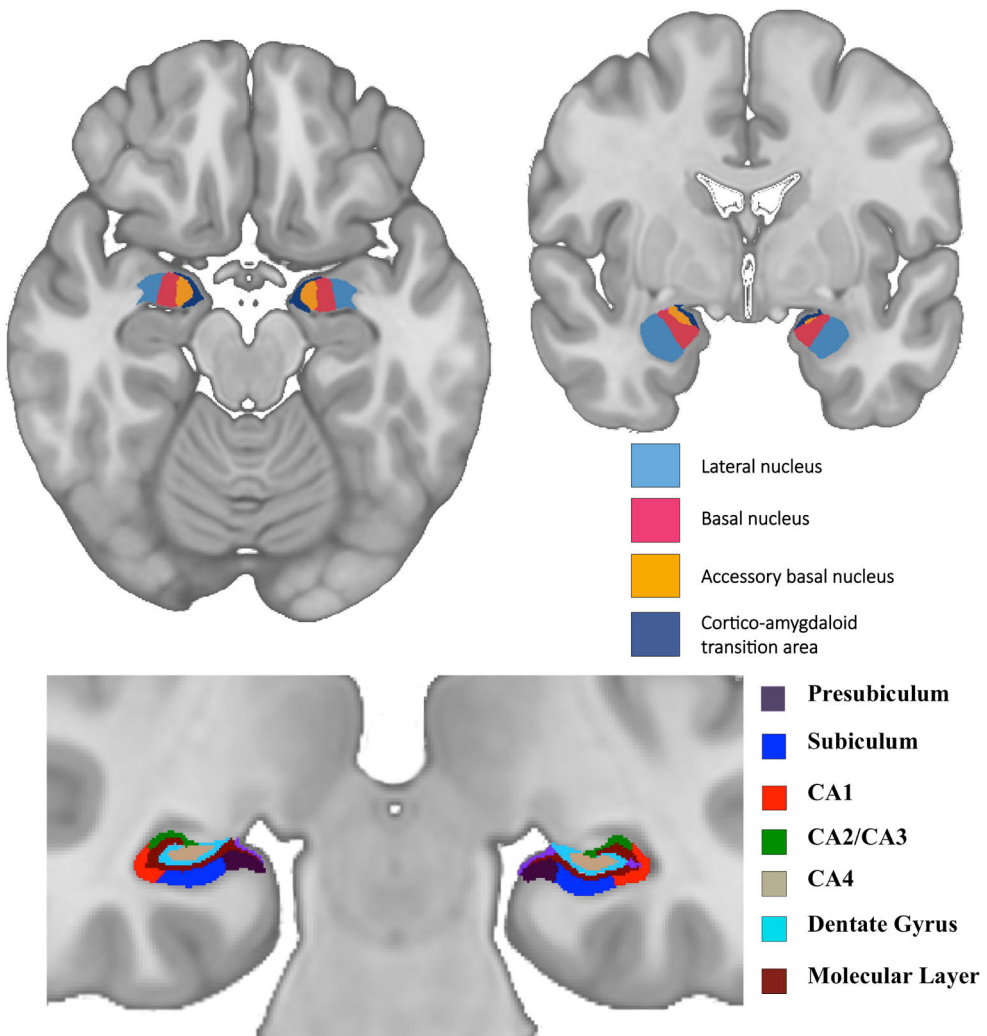 Lateral nucleus
Basal nucleus
Accessory basal nucleus
Cortico-amygdaloid
transition area
Presubiculum
Subiculum
CA1
CA2/CA3
CA4
Dentate Gyrus
Molecular Layer